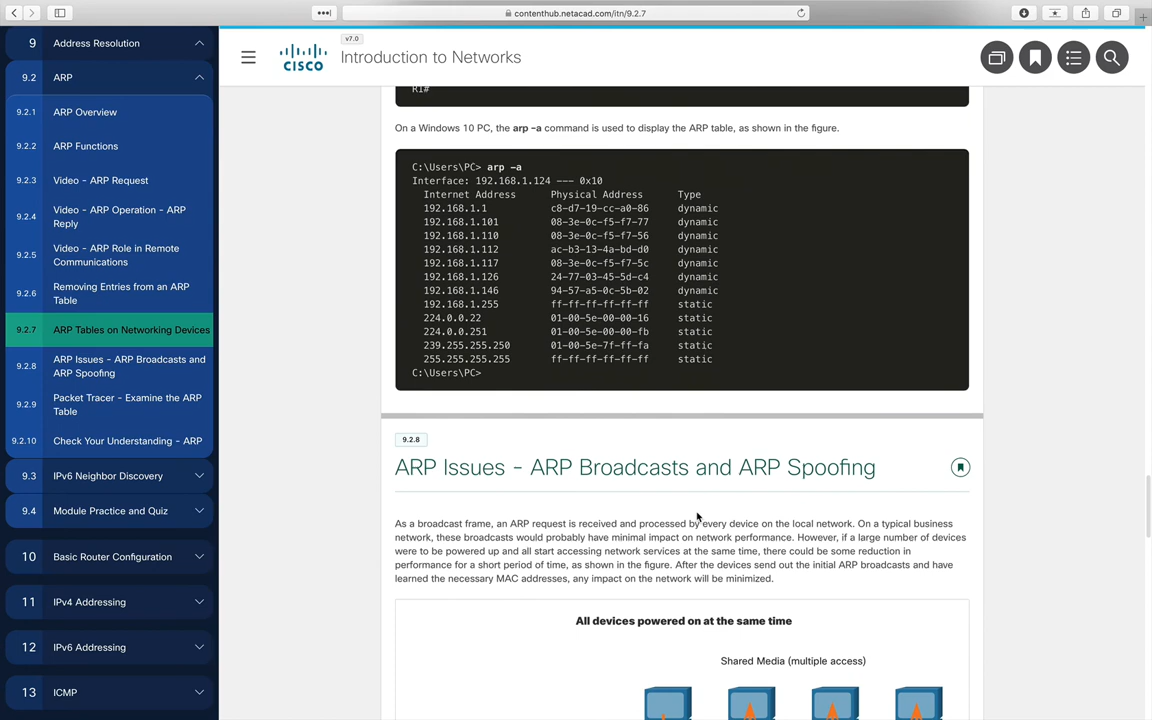 contenthub.netacad.com/itn/9.2.7
9 Address Resolution
9.2 ARP
9.2.1 ARP Overview
9.2.2 ARP Functions
9.2.3 Video - ARP Request
9.2.4 Video - ARP Operation - ARP
Reply
9.2.5 Video - ARP Role in Remote
Communications
9.2.6 Removing Entries from an ARP
Table
9.2.7 ARP Tables on Networking Devices
9.2.8 ARP Issues - ARP Broadcasts and
ARP Spoofing
9.2.9 Packet Tracer - Examine the ARP
Table
9.2.10 Check Your Understanding - ARP
9.3 IPv6 Neighbor Discovery
9.4 Module Practice and Quiz
10 Basic Router Configuration
11 IPv4 Addressing
12 IPv6 Addressing
13 ICMP
CISCO
v7.0
Introduction to Networks
R1#
On a Windows 10 PC, the arp -a command is used to display the ARP table, as shown in the figure.
C:\Users\PC> arp -a
Interface: 192.168.1.124 --- 0x10
Internet Address Physical Address Type
192.168.1.1 c8-d7-19-cc-a0-86 dynamic
192.168.1.101 08-3e-0c-f5-f7-77 dynamic
192.168.1.110 08-3e-0c-f5-f7-56 dynamic
192.168.1.112 ac-b3-13-4a-bd-d0 dynamic
192.168.1.117 08-3e-0c-f5-f7-5c dynamic
192.168.1.126 24-77-03-45-5d-c4 dynamic
192.168.1.146 94-57-a5-0c-5b-02 dynamic
192.168.1.255 ff-ff-ff-ff-ff-ff static
224.0.0.22 01-00-5e-00-00-16 static
224.0.0.251 01-00-5e-00-00-fb static
239.255.255.250 01-00-5e-7f-ff-fa static
255.255.255.255 ff-ff-ff-ff-ff-ff static
C:\Users\PC>
9.2.8
ARP Issues - ARP Broadcasts and ARP Spoofing
As a broadcast frame, an ARP request is received and processed by every device on the local network. On a typical business
network, these broadcasts would probably have minimal impact on network performance. However, if a large number of devices
were to be powered up and all start accessing network services at the same time, there could be some reduction in
performance for a short period of time, as shown in the figure. After the devices send out the initial ARP broadcasts and have
learned the necessary MAC addresses, any impact on the network will be minimized.
All devices powered on at the same time
Shared Media (multiple access)